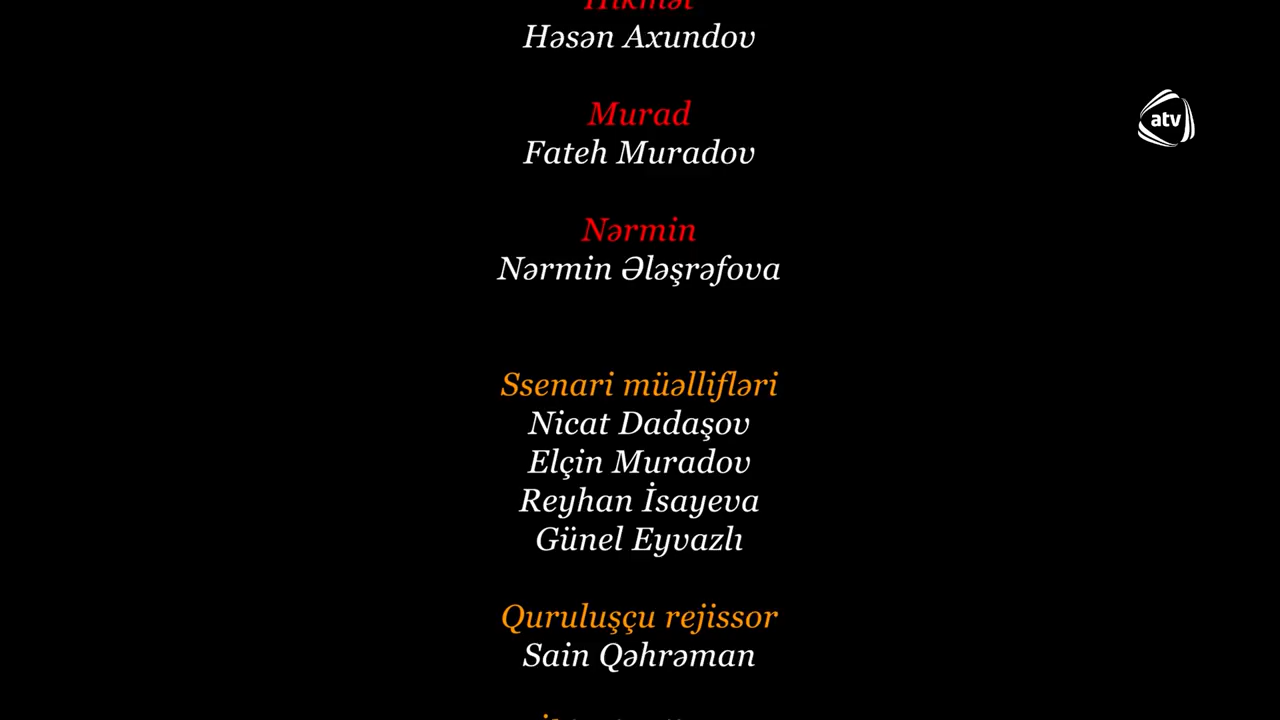 Hikmət
Həsən Axundov
atv
Murad
Fateh Muradov
Nərmin
Nərmin Ələşrəfova
Ssenari müəllifləri
Nicat Dadaşov
Elçin Muradov
Reyhan İsayeva
Günel Eyvazlı
Quruluşçu rejissor
Sain Qəhrəman